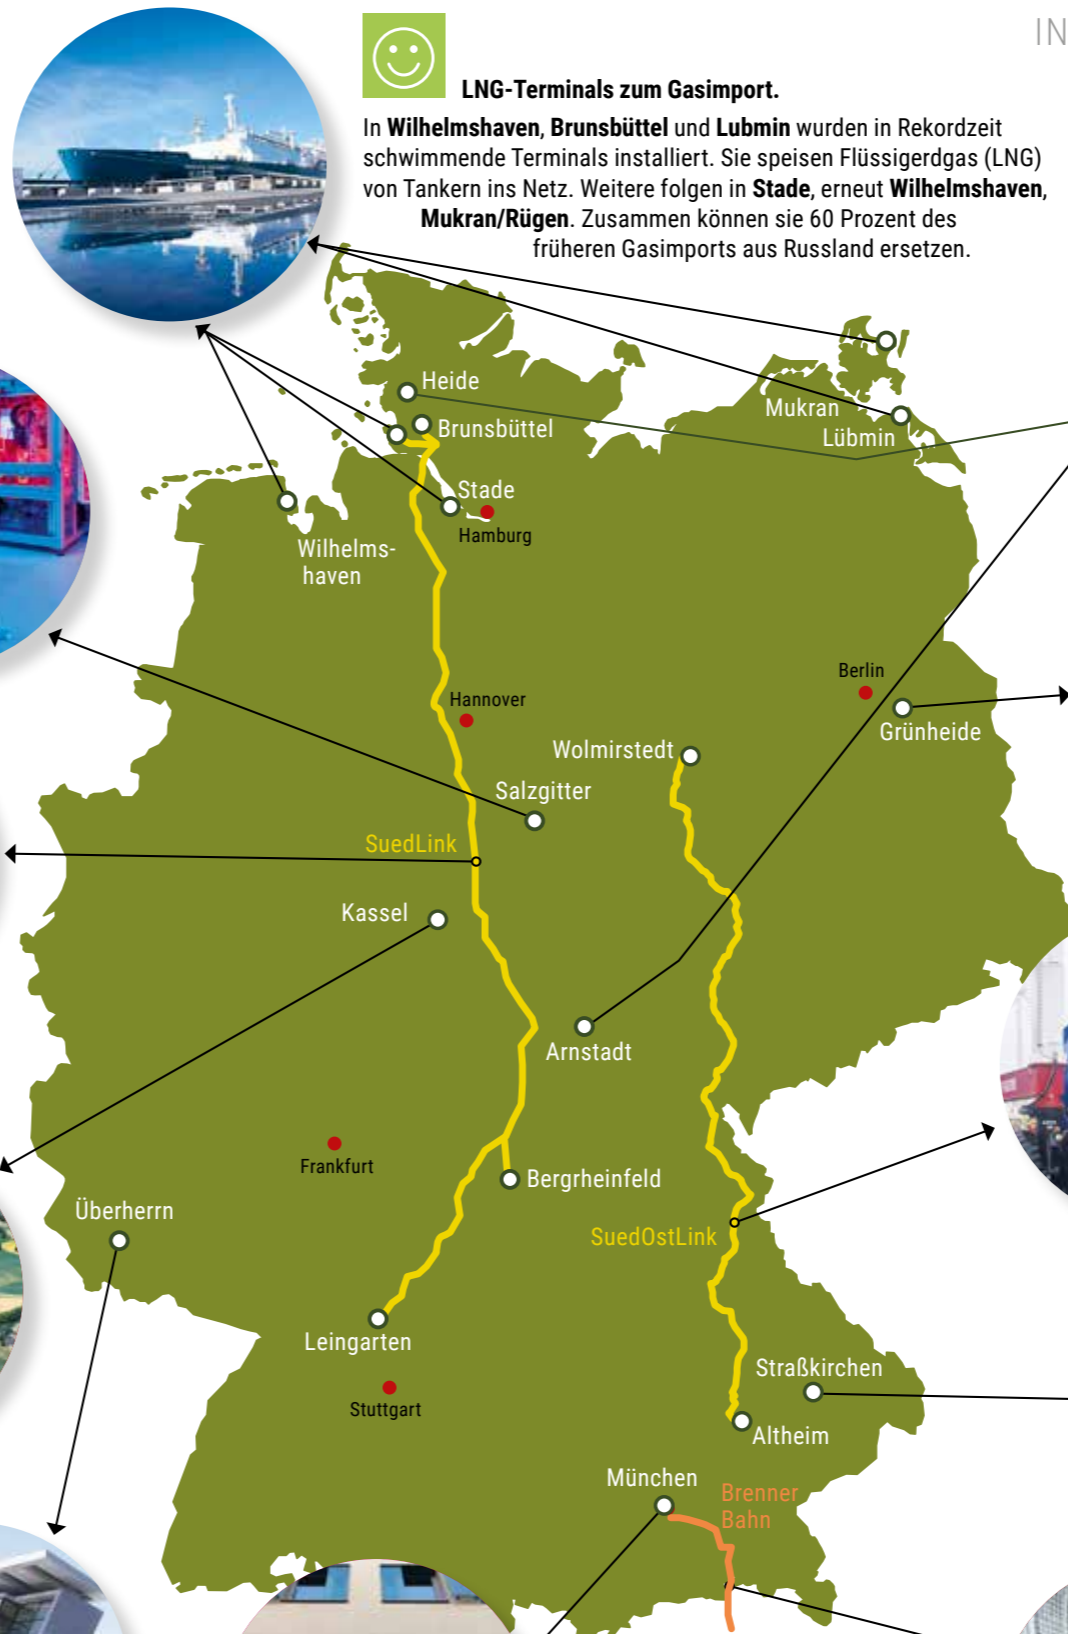 IN
LNG-Terminals zum Gasimport.
In Wilhelmshaven, Brunsbüttel und Lubmin wurden in Rekordzeit
schwimmende Terminals installiert. Sie speisen Flüssigerdgas (LNG)
von Tankern ins Netz. Weitere folgen in Stade, erneut Wilhelmshaven,
Mukran/Rügen. Zusammen können sie 60 Prozent des
früheren Gasimports aus Russland ersetzen.
Heide
Brunsbüttel
Mukran
Lübmin
Stade
Hamburg
Wilhelms-
haven
Berlin
Grünheide
Hannover
Wolmirstedt
Salzgitter
SuedLink
Kassel
Arnstadt
Frankfurt
Bergrheinfeld
Überherrn
SuedOstLink
Leingarten
Straßkirchen
Stuttgart
Altheim
München
Brenner
Bahn